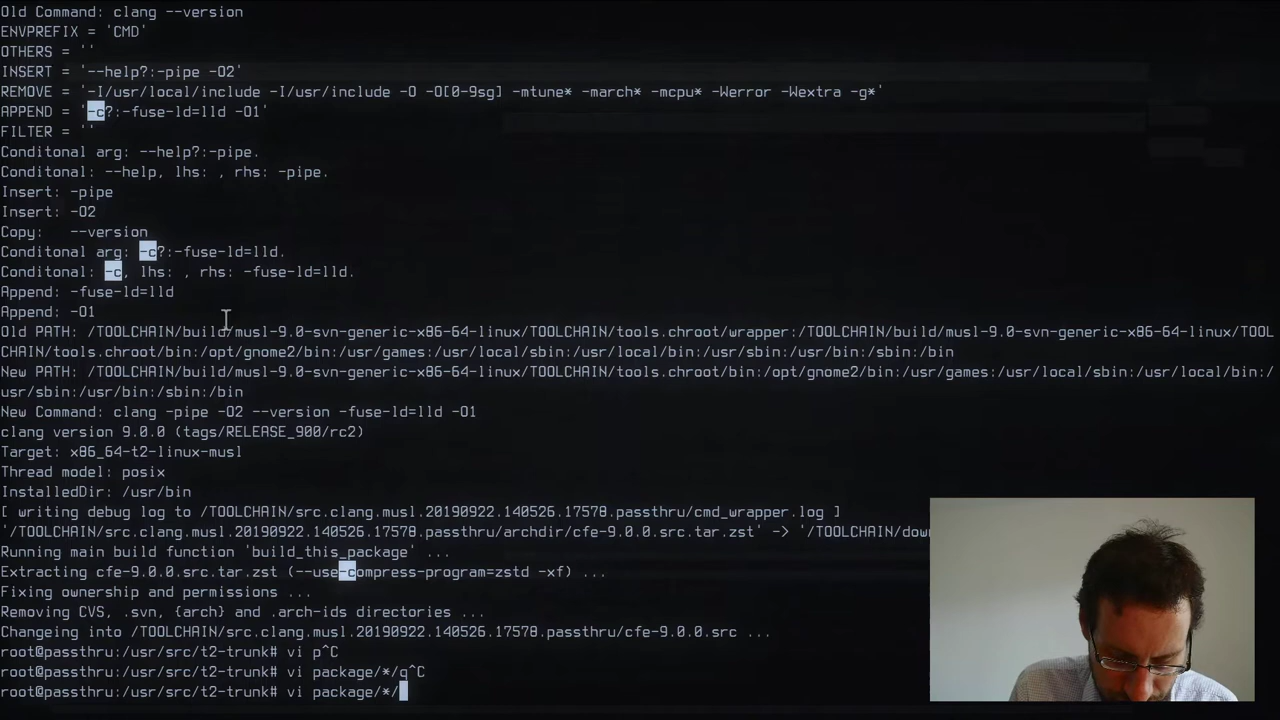 Old Command: clang --version
ENVPREFIX = 'CMD'
OTHERS = ''
INSERT = '--help?:-pipe -O2'
REMOVE = '-I/usr/local/include -I/usr/include -O -O[0-9sg] -mtune* -march* -mcpu* -Werror -Wextra -g*'
APPEND = '-c?:-fuse-ld=lld -O1'
FILTER = ''
Conditonal arg: --help?:-pipe.
Conditonal: --help, lhs: , rhs: -pipe.
Insert: -pipe
Insert: -O2
Copy:   --version
Conditonal arg: -c?:-fuse-ld=lld.
Conditonal: -c, lhs: , rhs: -fuse-ld=lld.
Append: -fuse-ld=lld
Append: -O1
Old PATH: /TOOLCHAIN/build/musl-9.0-svn-generic-x86-64-linux/TOOLCHAIN/tools.chroot/wrapper:/TOOLCHAIN/build/musl-9.0-svn-generic-x86-64-linux/TOOL
CHAIN/tools.chroot/bin:/opt/gnome2/bin:/usr/games:/usr/local/sbin:/usr/local/bin:/usr/sbin:/usr/bin:/sbin:/bin
New PATH: /TOOLCHAIN/build/musl-9.0-svn-generic-x86-64-linux/TOOLCHAIN/tools.chroot/bin:/opt/gnome2/bin:/usr/games:/usr/local/sbin:/usr/local/bin:/
usr/sbin:/usr/bin:/sbin:/bin
New Command: clang -pipe -O2 --version -fuse-ld=lld -O1
clang version 9.0.0 (tags/RELEASE_900/rc2)
Target: x86_64-t2-linux-musl
Thread model: posix
InstalledDir: /usr/bin
[ writing debug log to /TOOLCHAIN/src.clang.musl.20190922.140526.17578.passthru/cmd_wrapper.log ]
'/TOOLCHAIN/src.clang.musl.20190922.140526.17578.passthru/archdir/cfe-9.0.0.src.tar.zst' -> '/TOOLCHAIN/dow
Running main build function 'build_this_package' ...
Extracting cfe-9.0.0.src.tar.zst (--use-compress-program=zstd -xf) ...
Fixing ownership and permissions ...
Removing CVS, .svn, {arch} and .arch-ids directories ...
Changeing into /TOOLCHAIN/src.clang.musl.20190922.140526.17578.passthru/cfe-9.0.0.src ...
root@passthru:/usr/src/t2-trunk# vi p^C
root@passthru:/usr/src/t2-trunk# vi package/*/q^C
root@passthru:/usr/src/t2-trunk# vi package/*/